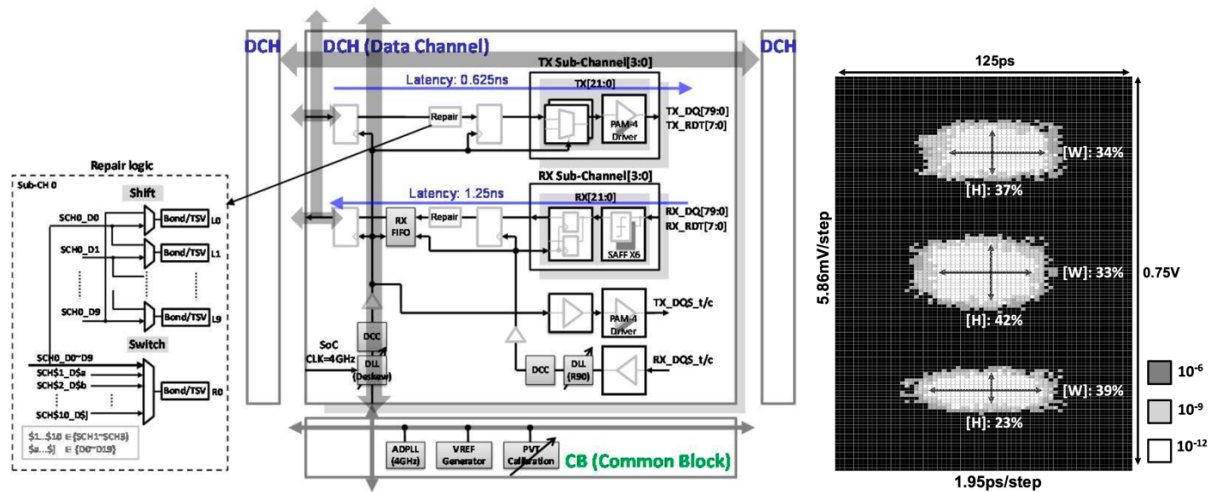 Repair logic
Sub-CH 0
Shift
SCH0_D0
Bond/TSV
L0
SCH0_D1
Bond/TSV
L1
SCH0_D9
Bond/TSV
L9
Switch
SCH0_D0~D9
SCH$1_D$a
SCH$2_D$b
SCH$10_D$j
Bond/TSV
R0
$1...$10 ∈{SCH1~SCH3}
$a...$j ∈ {D0~D19}
DCH
DCH (Data Channel)
DCH
TX Sub-Channel[3:0]
Latency: 0.625ns
TX[21:0]
Repair
PAM-4
Driver
TX_DQ[79:0]
TX_RDT[7:0]
RX Sub-Channel[3:0]
Latency: 1.25ns
RX[21:0]
RX
FIFO
Repair
SAFF X6
RX_DQ[79:0]
RX_RDT[7:0]
TX_DQS_t/c
PAM-4
Driver
DCC
SoC
CLK=4GHz
DLL
(Deskew)
DCC
DLL
(R90)
RX_DQS_t/c
ADPLL
(4GHz)
VREF
Generator
PVT
Calibration
CB (Common Block)
125ps
5.86mV/step
0.75V
[W]: 34%
[H]: 37%
[W]: 33%
[H]: 42%
[W]: 39%
[H]: 23%
10⁻⁶
10⁻⁹
10⁻¹²
1.95ps/step